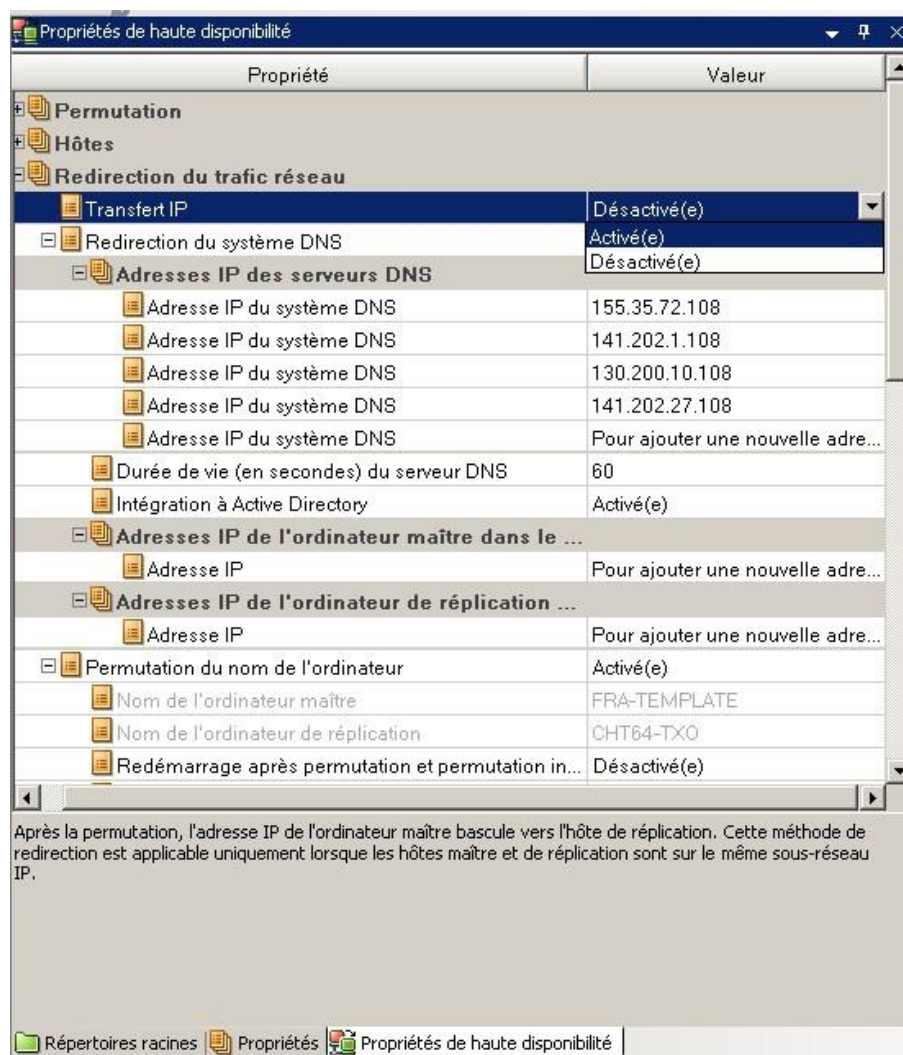 Propriétés de haute disponibilité
Propriété Valeur
Permutation
Hôtes
Redirection du trafic réseau
Transfert IP Désactivé(e)
Activé(e)
Redirection du système DNS
Désactivé(e)
Adresses IP des serveurs DNS
Adresse IP du système DNS 155.35.72.108
Adresse IP du système DNS 141.202.1.108
Adresse IP du système DNS 130.200.10.108
Adresse IP du système DNS 141.202.27.108
Adresse IP du système DNS Pour ajouter une nouvelle adre...
Durée de vie (en secondes) du serveur DNS 60
Intégration à Active Directory Activé(e)
Adresses IP de l'ordinateur maître dans le ...
Adresse IP Pour ajouter une nouvelle adre...
Adresses IP de l'ordinateur de réplication ...
Adresse IP Pour ajouter une nouvelle adre...
Permutation du nom de l'ordinateur Activé(e)
Nom de l'ordinateur maître FRA-TEMPLATE
Nom de l'ordinateur de réplication CHT64-TXO
Redémarrage après permutation et permutation in... Désactivé(e)
Après la permutation, l'adresse IP de l'ordinateur maître bascule vers l'hôte de réplication. Cette méthode de
redirection est applicable uniquement lorsque les hôtes maître et de réplication sont sur le même sous-réseau
IP.
Répertoires racines Propriétés Propriétés de haute disponibilité